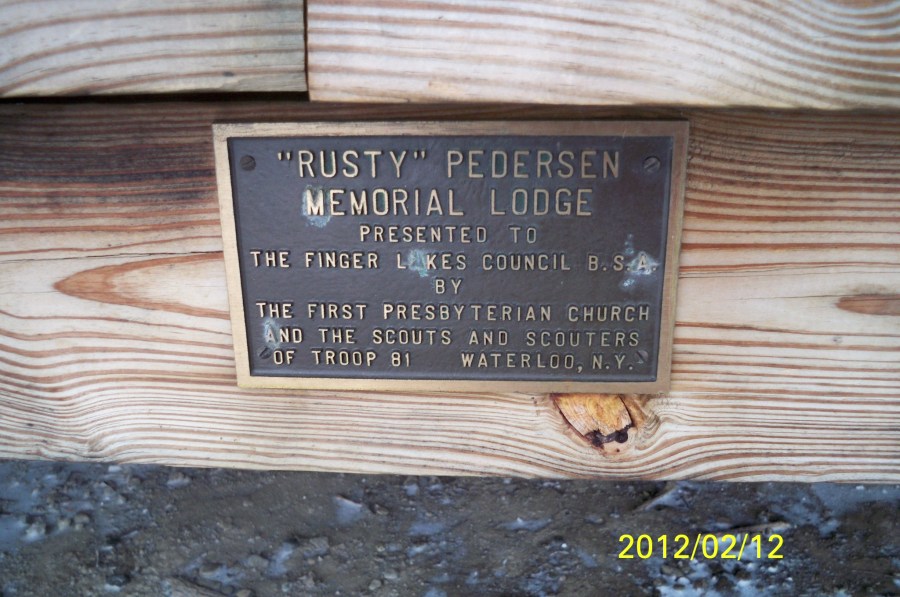 "RUSTY" PEDERSEN
MEMORIAL LODGE
PRESENTED TO
THE FINGER LAKES COUNCIL B.S.A.
BY
THE FIRST PRESBYTERIAN CHURCH
AND THE SCOUTS AND SCOUTERS
OF TROOP 81 WATERLOO, N.Y.
2012/02/12